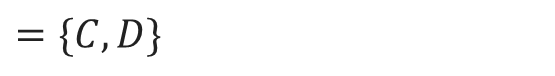 = {C, D}